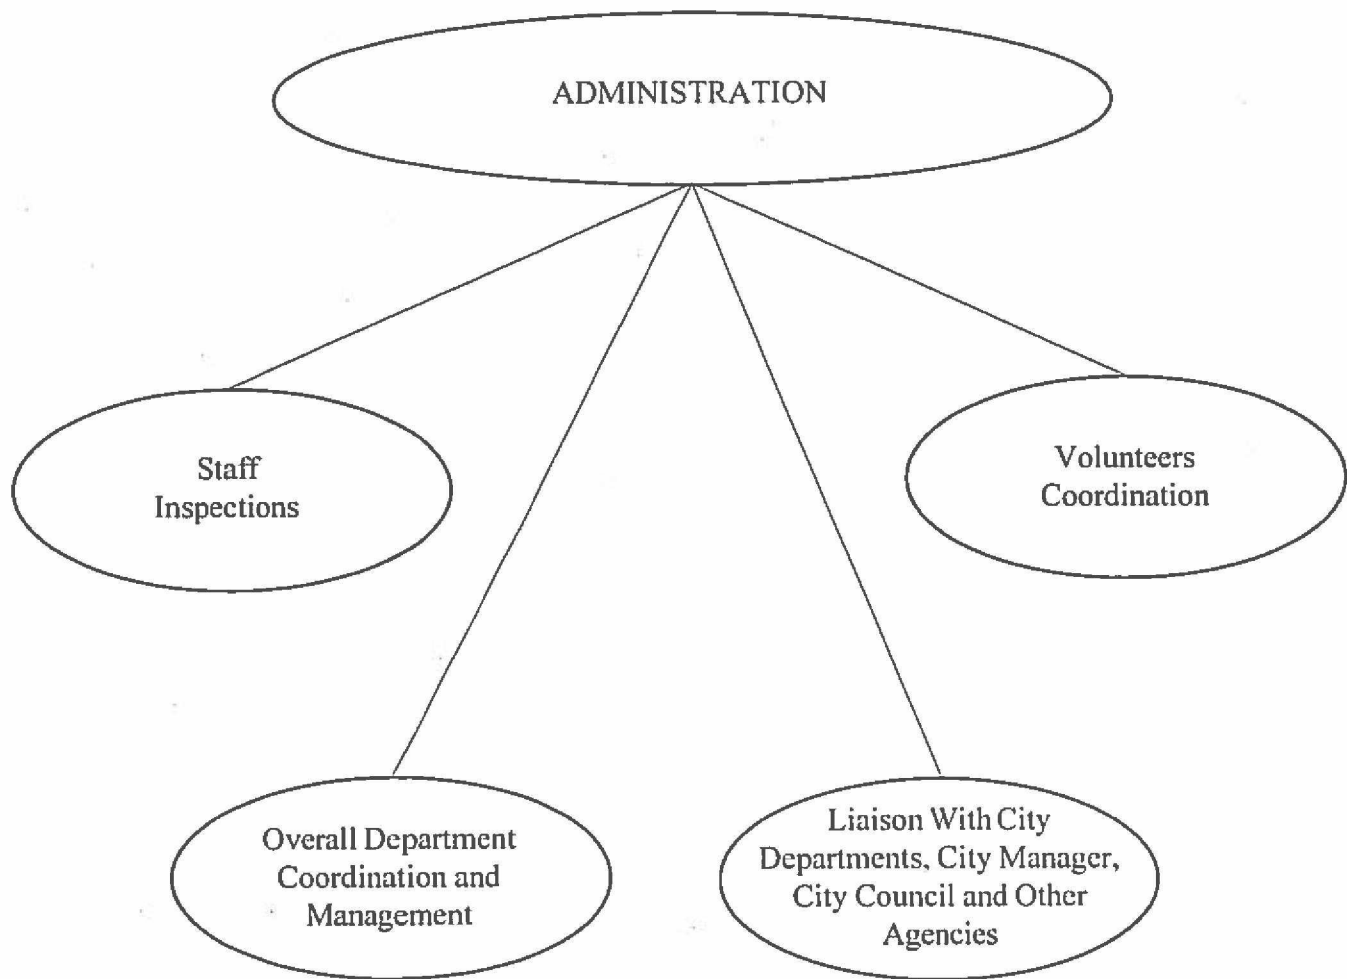 ADMINISTRATION
Staff
Inspections
Volunteers
Coordination
Overall Department
Coordination and
Management
Liaison With City
Departments, City Manager,
City Council and Other
Agencies